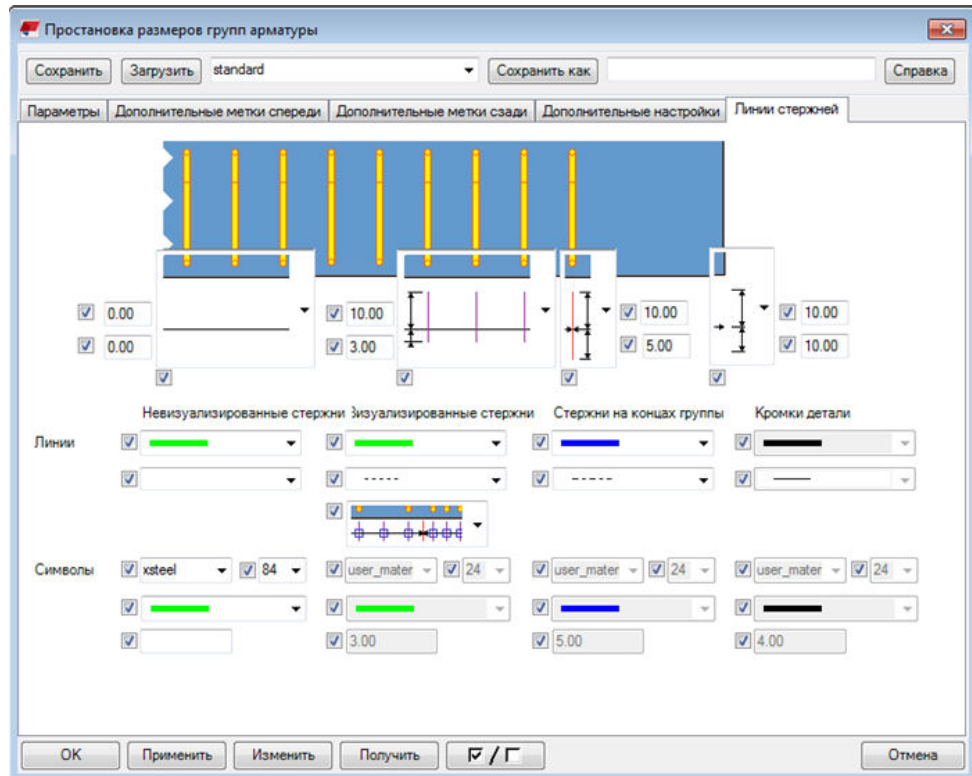 Простановка размеров групп арматуры
Сохранить Загрузить standard Сохранить как Справка
Параметры Дополнительные метки спереди Дополнительные метки сзади Дополнительные настройки Линии стержней
0.00 10.00 10.00 10.00
0.00 3.00 5.00 10.00
Невизуализированные стержни Визуализированные стержни Стержни на концах группы Кромки детали
Линии
Символы xsteel 84 user_mater 24 user_mater 24 user_mater 24
3.00 5.00 4.00
OK Применить Изменить Получить / Отмена